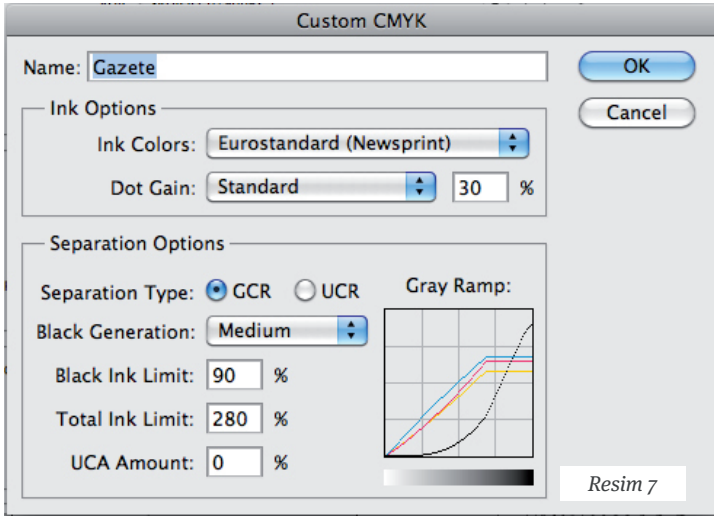 Custom CMYK
Name: Gazete
OK
Cancel
Ink Options
Ink Colors: Eurostandard (Newsprint)
Dot Gain: Standard 30 %
Separation Options
Separation Type: GCR UCR
Gray Ramp:
Black Generation: Medium
Black Ink Limit: 90 %
Total Ink Limit: 280 %
UCA Amount: 0 %
Resim 7